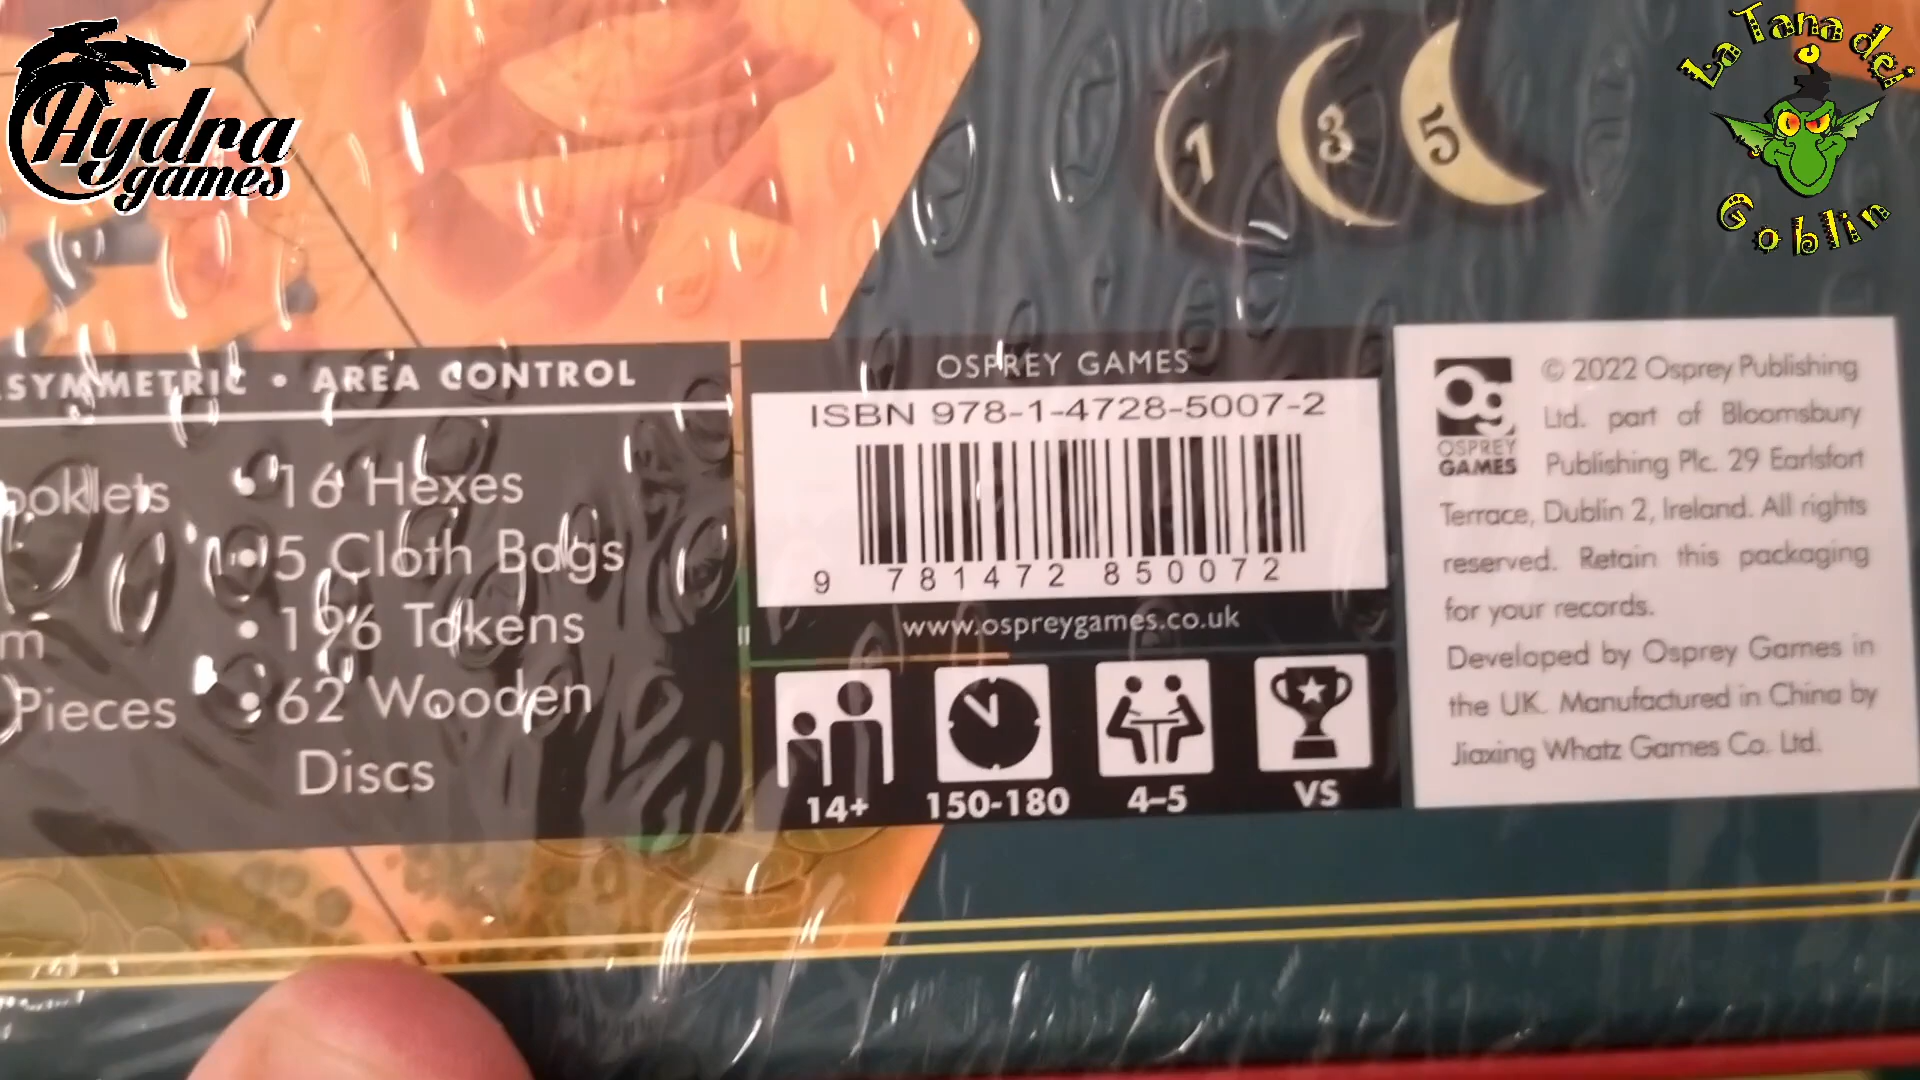 Hydra
games
La Tana dei
Goblin
1 3 5
SYMMETRIC • AREA CONTROL
• 16 Hexes
• 5 Cloth Bags
• 196 Tokens
Pieces
• 62 Wooden
Discs
OSPREY GAMES
ISBN 978-1-4728-5007-2
9 781472 850072
www.ospreygames.co.uk
14+ 150-180 4–5 VS
Og
OSPREY
GAMES
© 2022 Osprey Publishing
Ltd. part of Bloomsbury
Publishing Plc. 29 Earlsfort
Terrace, Dublin 2, Ireland. All rights
reserved. Retain this packaging
for your records.
Developed by Osprey Games in
the UK. Manufactured in China by
Jiaxing Whatz Games Co. Ltd.